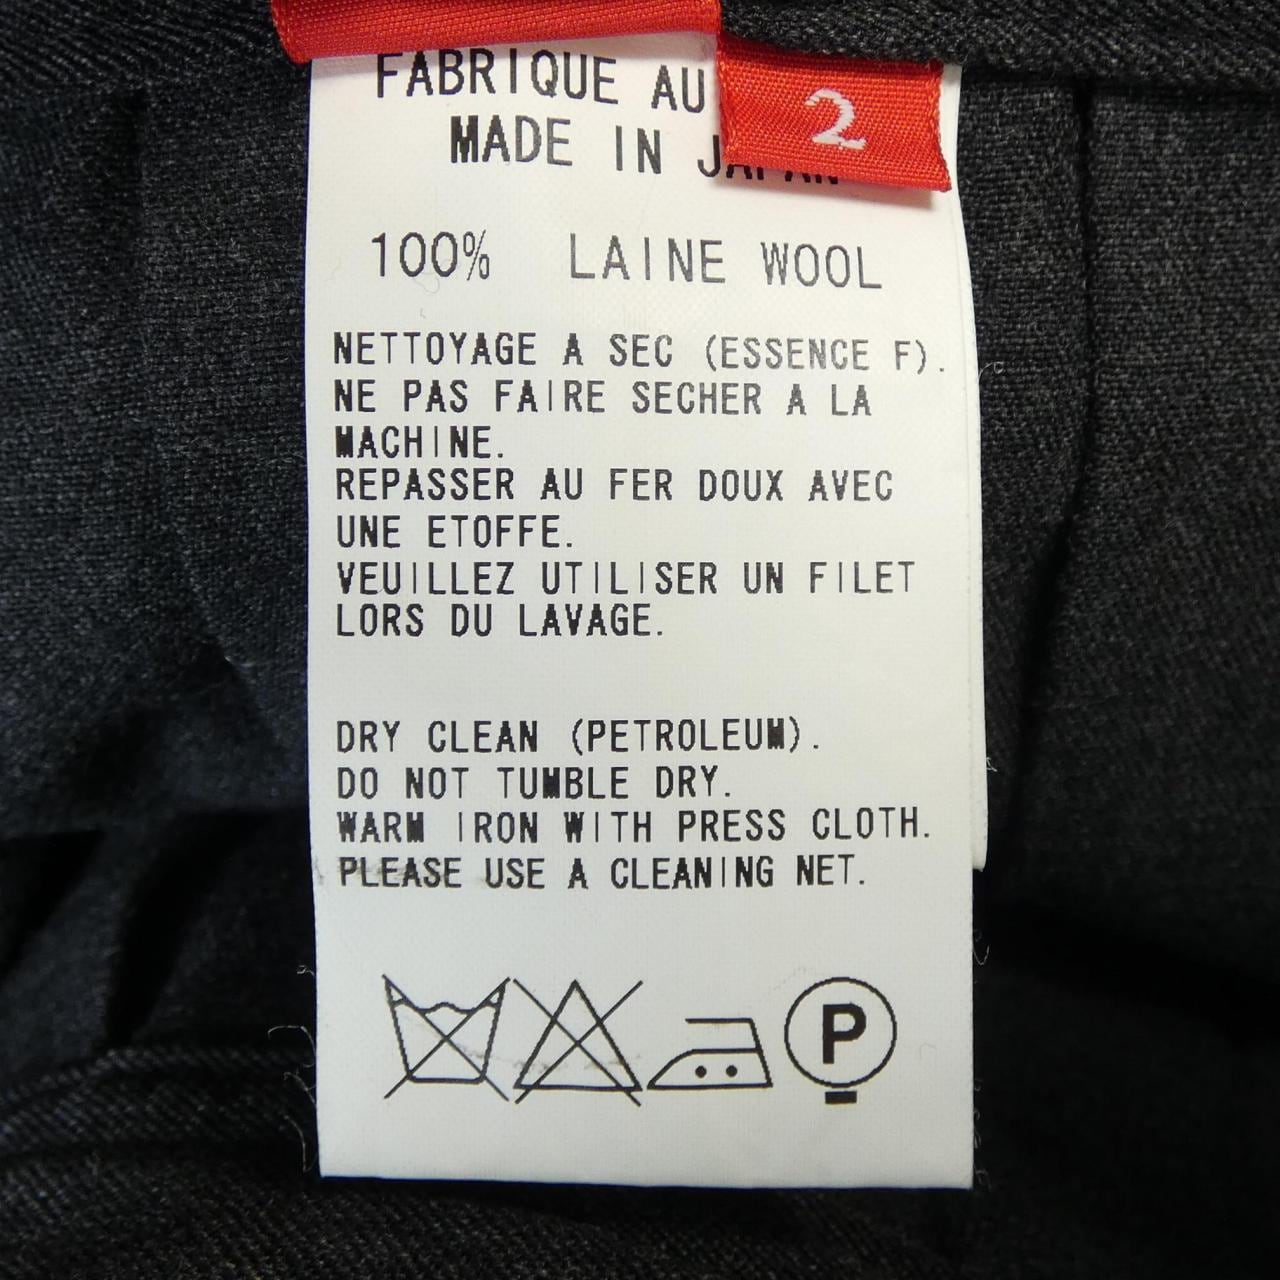 FABRIQUE AU
2
MADE IN JAPAN
100% LAINE WOOL
NETTOYAGE A SEC (ESSENCE F).
NE PAS FAIRE SECHER A LA
MACHINE.
REPASSER AU FER DOUX AVEC
UNE ETOFFE.
VEUILLEZ UTILISER UN FILET
LORS DU LAVAGE.
DRY CLEAN (PETROLEUM).
DO NOT TUMBLE DRY.
WARM IRON WITH PRESS CLOTH.
PLEASE USE A CLEANING NET.
P